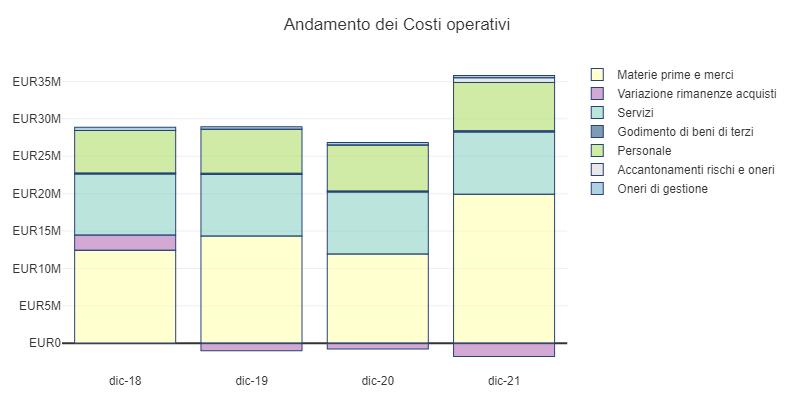 Andamento dei Costi operativi
EUR35M
EUR30M
EUR25M
EUR20M
EUR15M
EUR10M
EUR5M
EUR0
dic-18
dic-19
dic-20
dic-21
Materie prime e merci
Variazione rimanenze acquisti
Servizi
Godimento di beni di terzi
Personale
Accantonamenti rischi e oneri
Oneri di gestione